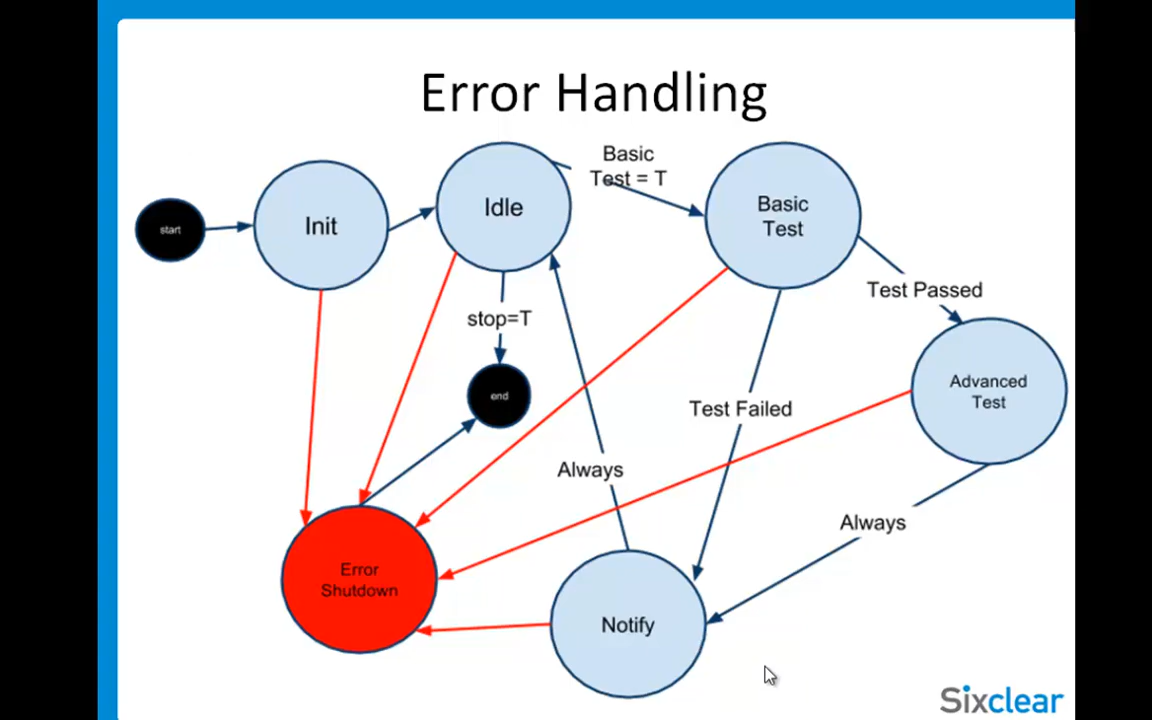 Error Handling
start
Init
Idle
Basic
Test = T
Basic
Test
Test Passed
stop=T
end
Advanced
Test
Test Failed
Always
Always
Error
Shutdown
Notify
Sixclear